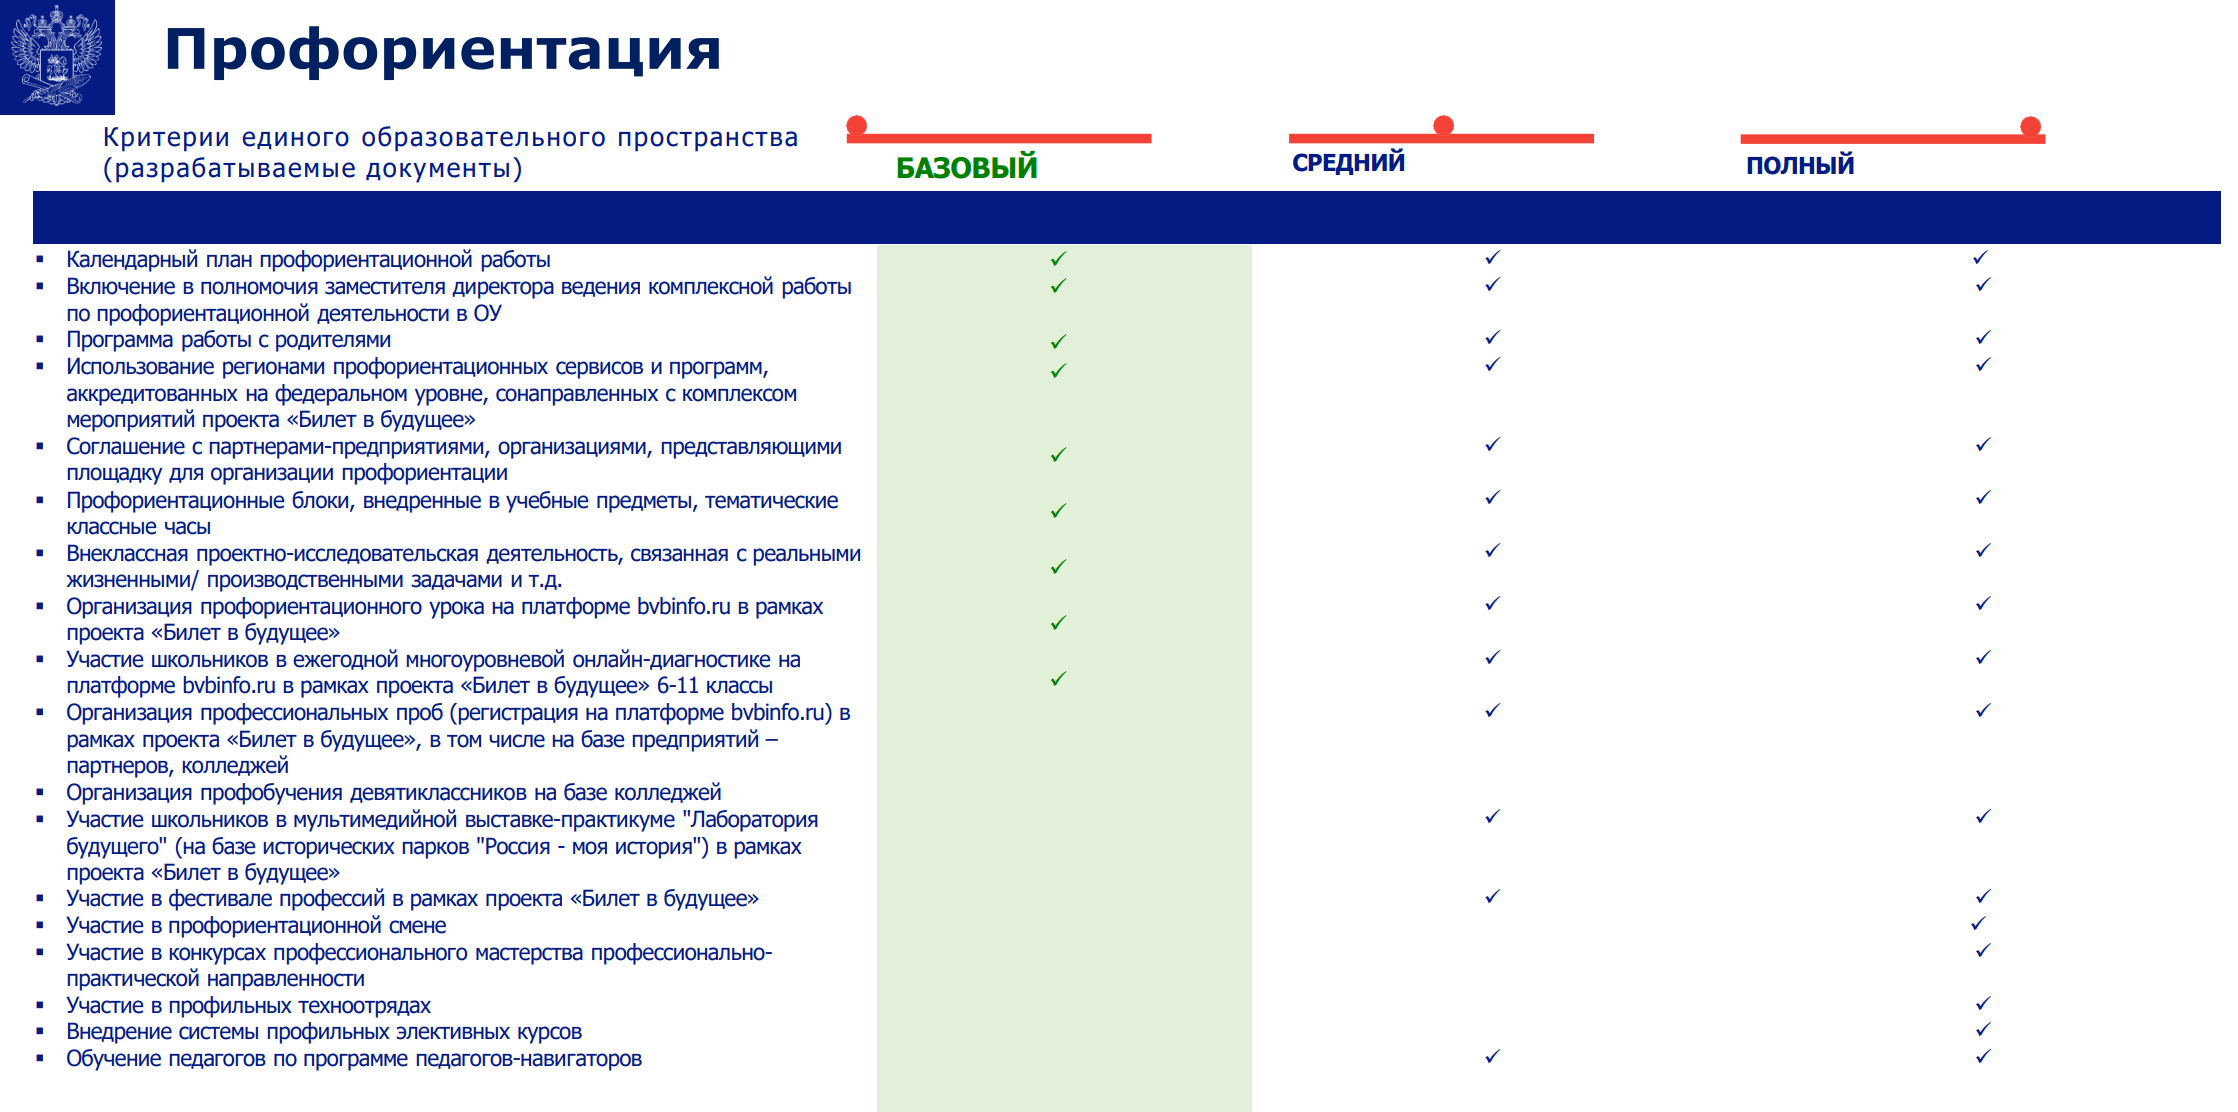 Профориентация
Критерии единого образовательного пространства
(разрабатываемые документы)
БАЗОВЫЙ
СРЕДНИЙ
ПОЛНЫЙ
▪ Календарный план профориентационной работы ✓ ✓ ✓
▪ Включение в полномочия заместителя директора ведения комплексной работы ✓ ✓ ✓
по профориентационной деятельности в ОУ
▪ Программа работы с родителями ✓ ✓ ✓
▪ Использование регионами профориентационных сервисов и программ, ✓ ✓ ✓
аккредитованных на федеральном уровне, сонаправленных с комплексом
мероприятий проекта «Билет в будущее»
▪ Соглашение с партнерами-предприятиями, организациями, представляющими ✓ ✓ ✓
площадку для организации профориентации
▪ Профориентационные блоки, внедренные в учебные предметы, тематические ✓ ✓ ✓
классные часы
▪ Внеклассная проектно-исследовательская деятельность, связанная с реальными ✓ ✓ ✓
жизненными/ производственными задачами и т.д.
▪ Организация профориентационного урока на платформе bvbinfo.ru в рамках ✓ ✓ ✓
проекта «Билет в будущее»
▪ Участие школьников в ежегодной многоуровневой онлайн-диагностике на ✓ ✓ ✓
платформе bvbinfo.ru в рамках проекта «Билет в будущее» 6-11 классы
▪ Организация профессиональных проб (регистрация на платформе bvbinfo.ru) в ✓ ✓
рамках проекта «Билет в будущее», в том числе на базе предприятий –
партнеров, колледжей
▪ Организация профобучения девятиклассников на базе колледжей
▪ Участие школьников в мультимедийной выставке-практикуме "Лаборатория ✓ ✓
будущего" (на базе исторических парков "Россия - моя история") в рамках
проекта «Билет в будущее»
▪ Участие в фестивале профессий в рамках проекта «Билет в будущее» ✓ ✓
▪ Участие в профориентационной смене ✓
▪ Участие в конкурсах профессионального мастерства профессионально- ✓
практической направленности
▪ Участие в профильных техноотрядах ✓
▪ Внедрение системы профильных элективных курсов ✓
▪ Обучение педагогов по программе педагогов-навигаторов ✓ ✓